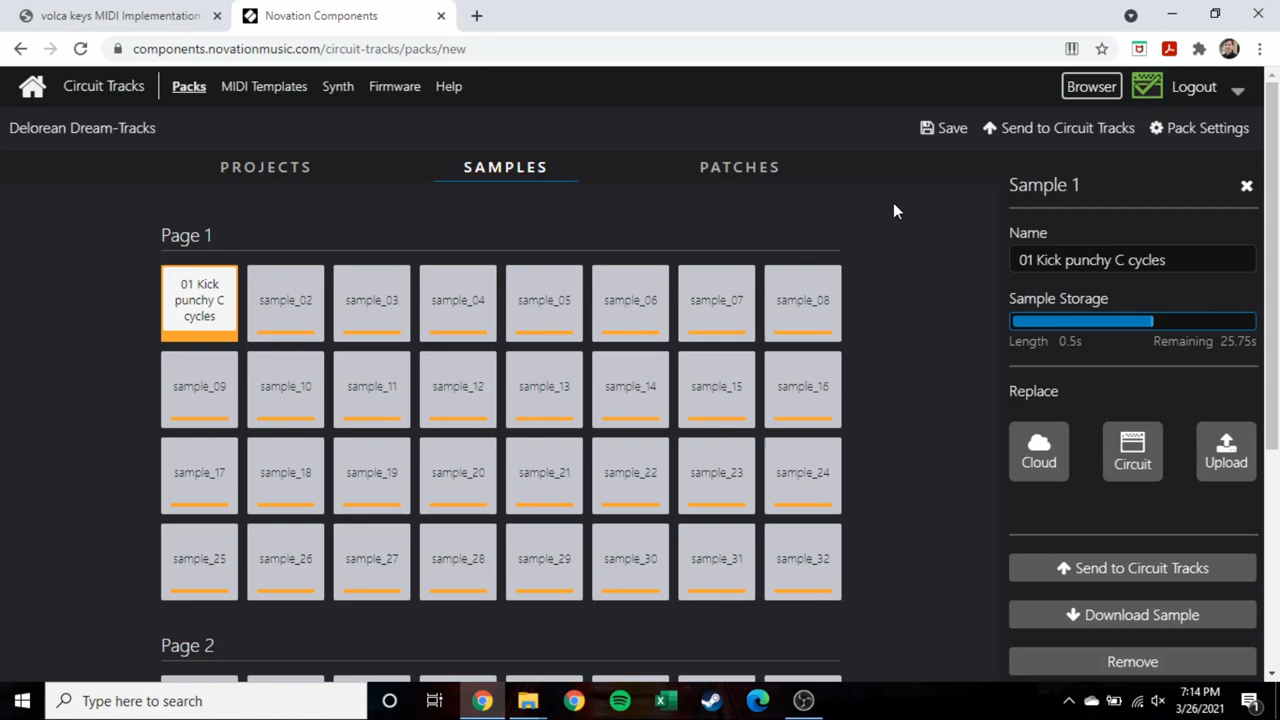 volca keys MIDI Implementation
Novation Components
components.novationmusic.com/circuit-tracks/packs/new
Circuit Tracks
Packs
MIDI Templates
Synth
Firmware
Help
Browser
Logout
Delorean Dream-Tracks
Save
Send to Circuit Tracks
Pack Settings
PROJECTS
SAMPLES
PATCHES
Page 1
01 Kick
punchy C
cycles
sample_02
sample_03
sample_04
sample_05
sample_06
sample_07
sample_08
sample_09
sample_10
sample_11
sample_12
sample_13
sample_14
sample_15
sample_16
sample_17
sample_18
sample_19
sample_20
sample_21
sample_22
sample_23
sample_24
sample_25
sample_26
sample_27
sample_28
sample_29
sample_30
sample_31
sample_32
Page 2
Sample 1
Name
01 Kick punchy C cycles
Sample Storage
Length 0.5s
Remaining 25.75s
Replace
Cloud
Circuit
Upload
Send to Circuit Tracks
Download Sample
Remove
Type here to search
7:14 PM
3/26/2021
1